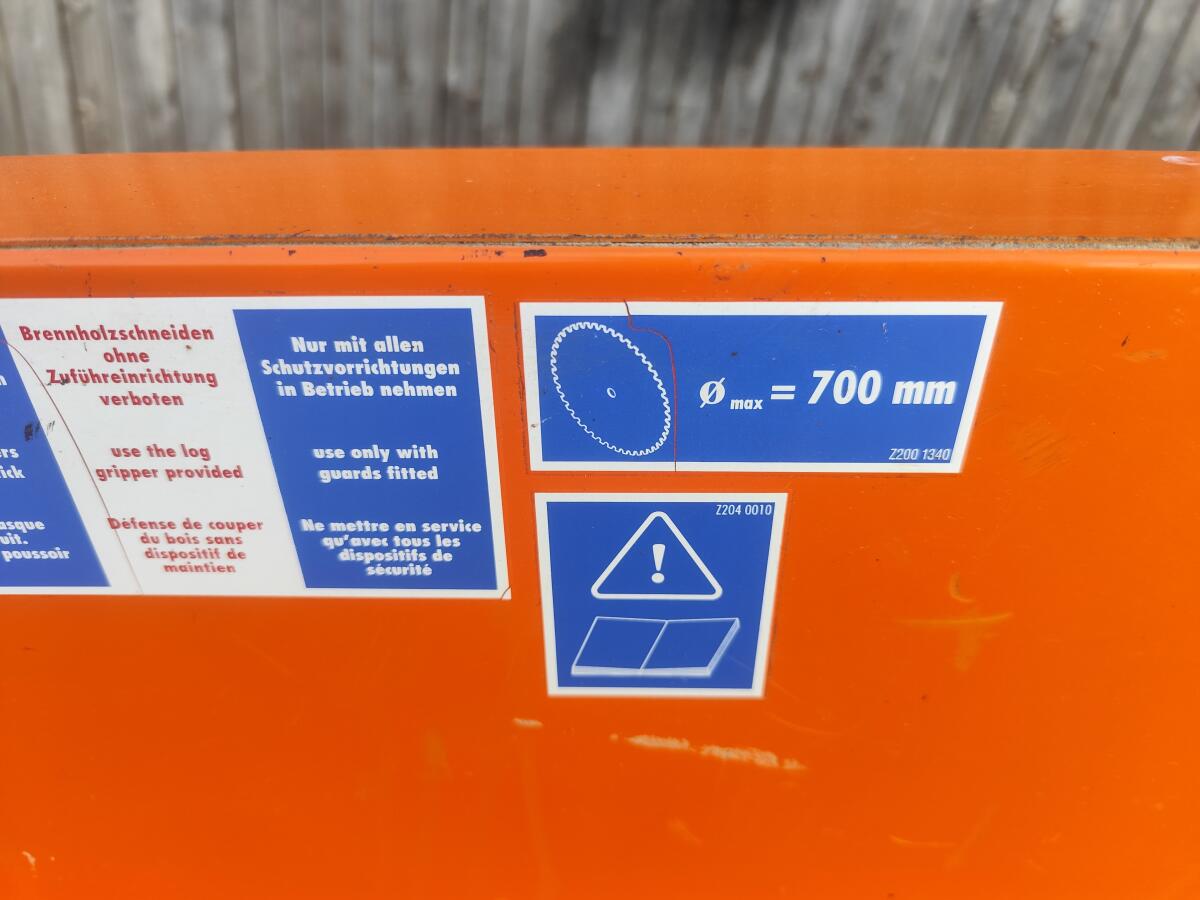 Brennholzschneiden
ohne
Zuführeinrichtung
verboten
use the log
gripper provided
Défense de couper
du bois sans
dispositif de
maintien
Nur mit allen
Schutzvorrichtungen
in Betrieb nehmen
use only with
guards fitted
Ne mettre en service
qu'avec tous les
dispositifs de
sécurité
poussoir
Ø max = 700 mm
Z200 1340
Z204 0010
!